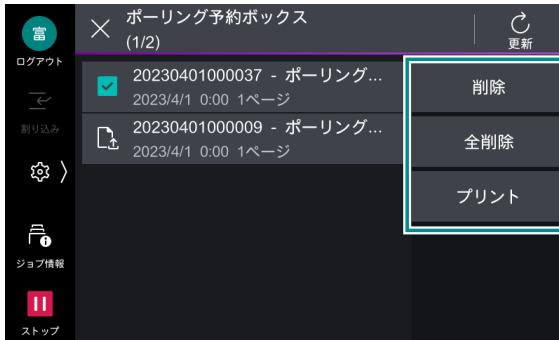 富
ログアウト
割り込み
ジョブ情報
ストップ
ポーリング予約ボックス
(1/2)
更新
20230401000037 - ポーリング...
2023/4/1 0:00 1ページ
20230401000009 - ポーリング...
2023/4/1 0:00 1ページ
削除
全削除
プリント